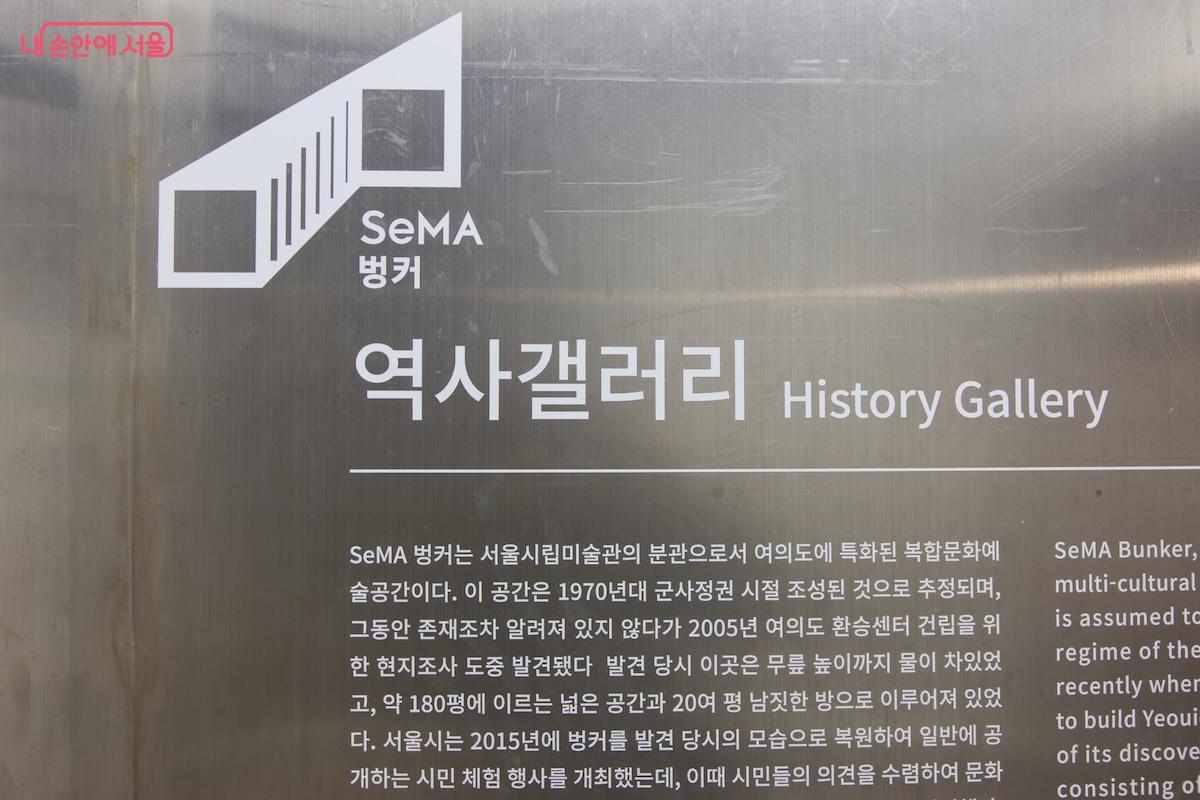 내 손안에 서울
SeMA
벙커
역사갤러리 History Gallery
SeMA 벙커는 서울시립미술관의 분관으로서 여의도에 특화된 복합문화예
술공간이다. 이 공간은 1970년대 군사정권 시절 조성된 것으로 추정되며,
그동안 존재조차 알려져 있지 않다가 2005년 여의도 환승센터 건립을 위
한 현지조사 도중 발견됐다 발견 당시 이곳은 무릎 높이까지 물이 차있었
고, 약 180평에 이르는 넓은 공간과 20여 평 남짓한 방으로 이루어져 있었
다. 서울시는 2015년에 벙커를 발견 당시의 모습으로 복원하여 일반에 공
개하는 시민 체험 행사를 개최했는데, 이때 시민들의 의견을 수렴하여 문화
SeMA Bunker,
multi-cultural
is assumed to
regime of the
recently when
to build Yeoui
of its discove
consisting of